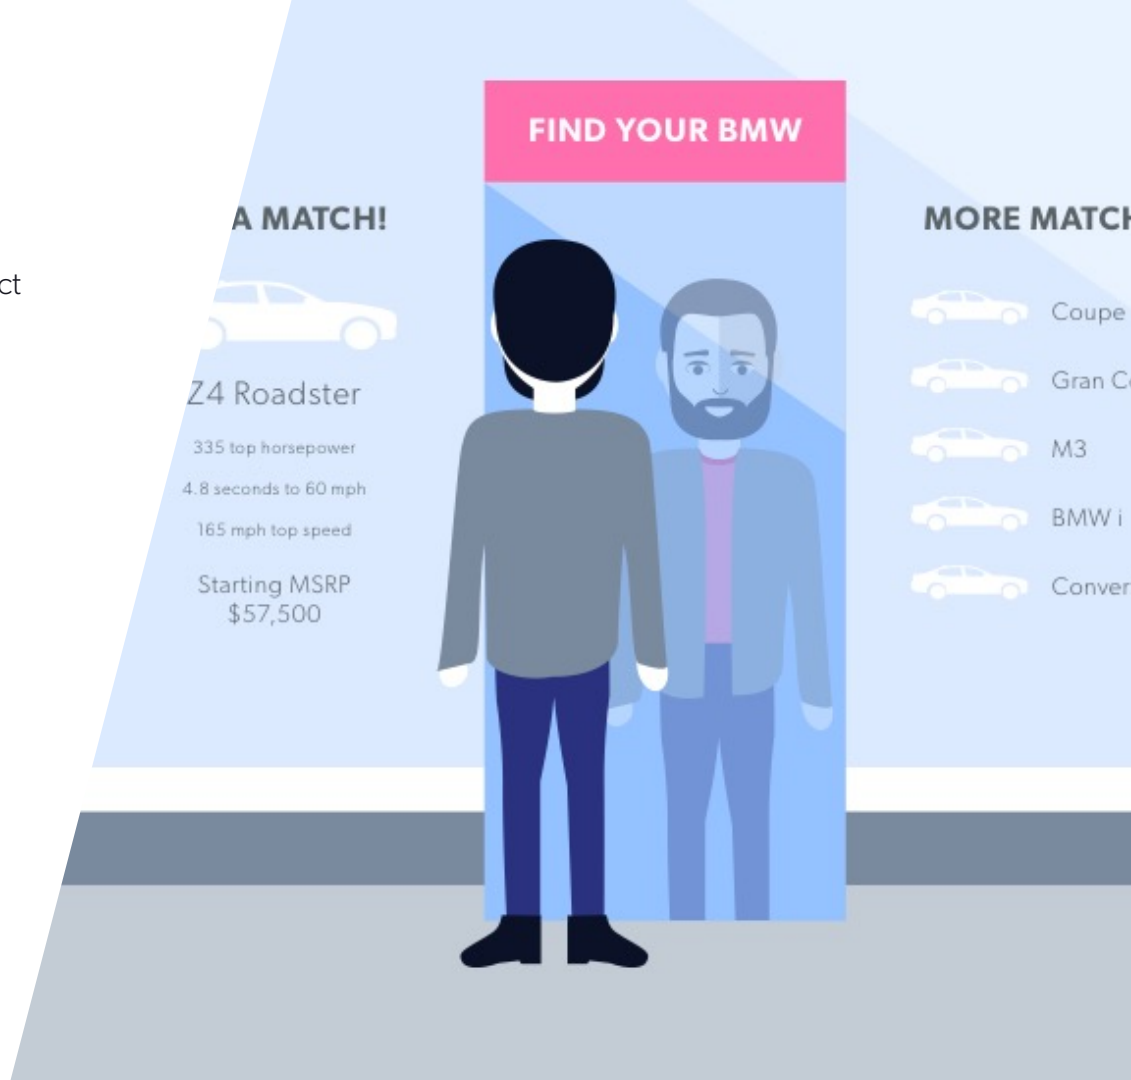 FIND YOUR BMW
A MATCH!
Z4 Roadster
335 top horsepower
4.8 seconds to 60 mph
165 mph top speed
Starting MSRP
$57,500
MORE MATCH
Coupe
Gran C
M3
BMW i
Conver
ct